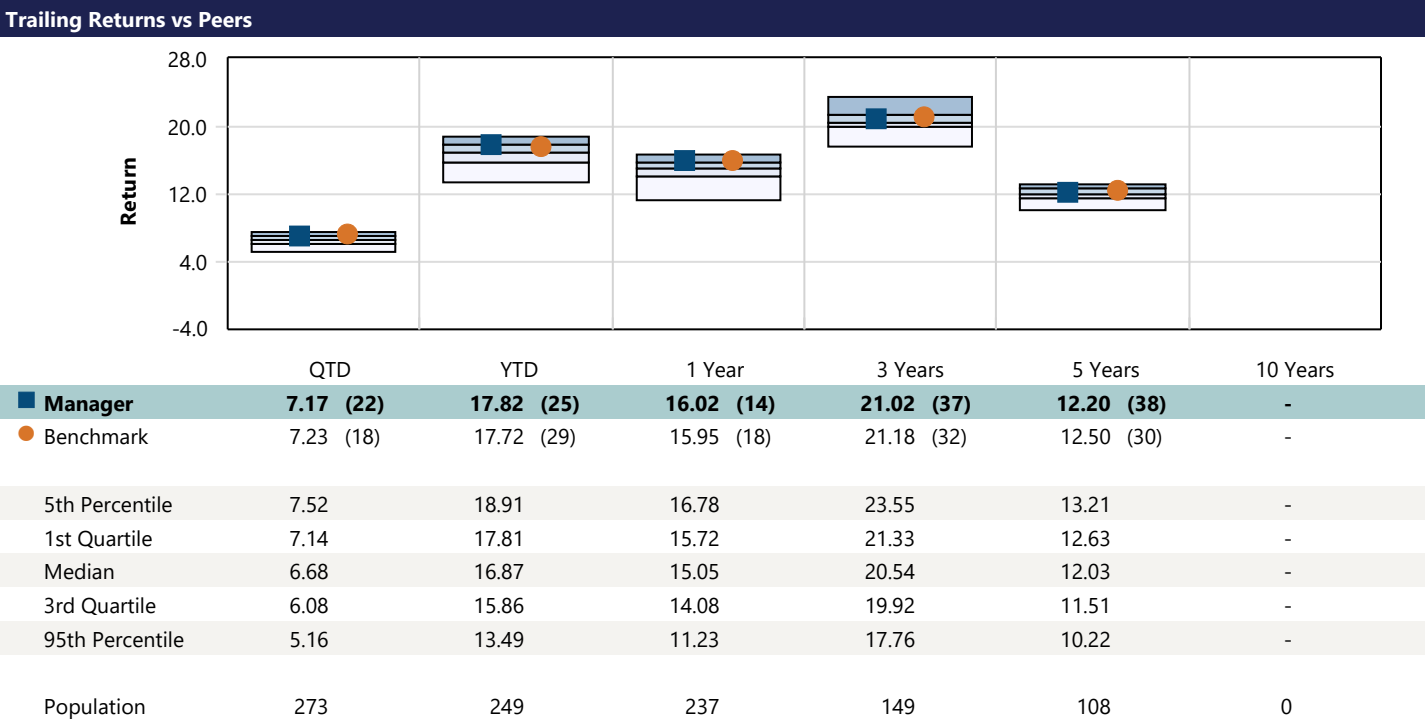 Trailing Returns vs Peers
28.0
20.0
12.0
4.0
-4.0
Return
QTD YTD 1 Year 3 Years 5 Years 10 Years
Manager 7.17 (22) 17.82 (25) 16.02 (14) 21.02 (37) 12.20 (38) -
Benchmark 7.23 (18) 17.72 (29) 15.95 (18) 21.18 (32) 12.50 (30) -
5th Percentile 7.52 18.91 16.78 23.55 13.21 -
1st Quartile 7.14 17.81 15.72 21.33 12.63 -
Median 6.68 16.87 15.05 20.54 12.03 -
3rd Quartile 6.08 15.86 14.08 19.92 11.51 -
95th Percentile 5.16 13.49 11.23 17.76 10.22 -
Population 273 249 237 149 108 0